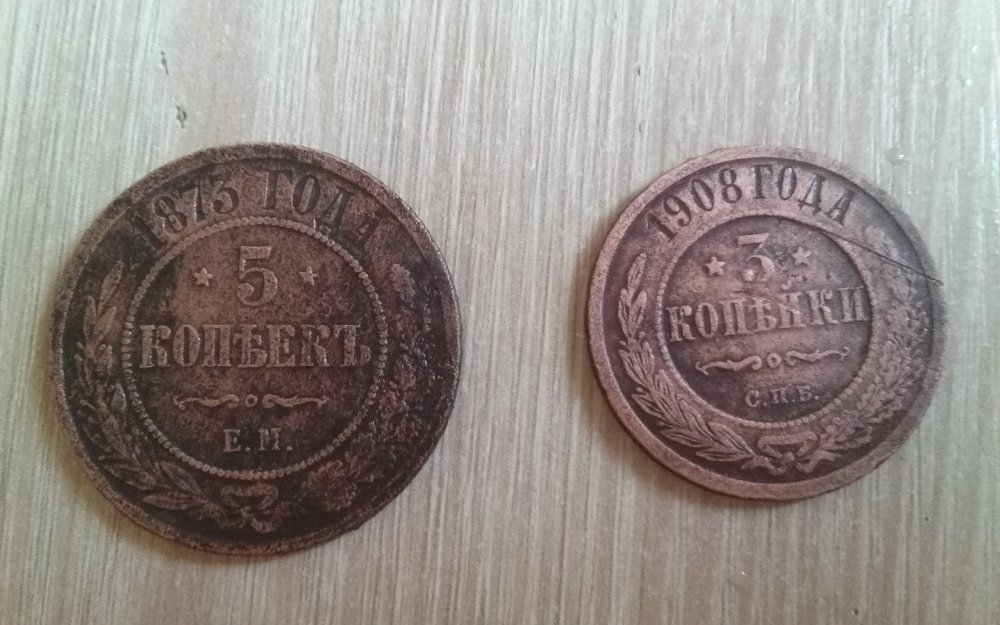 1873 ГОДА
5
КОПѢЕКЪ
Е.М.
1908 ГОДА
3
КОПѢЙКИ
С.П.Б.